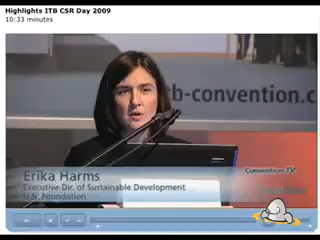 Highlights ITB CSR Day 2009
10:33 minutes
b-convention.c
Erika Harms
Convention TV
Executive Dir. of Sustainable Development
U.N. Foundation